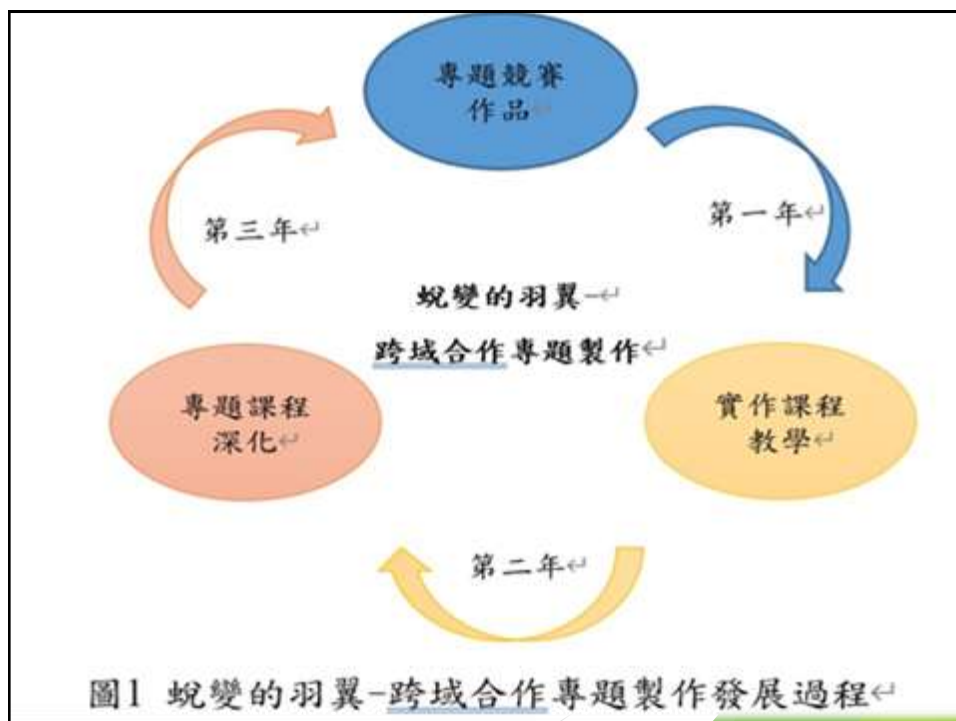 專題競賽
作品
第三年
第一年
蛻變的羽翼-
跨域合作專題製作
專題課程
深化
實作課程
教學
第二年
圖1 蛻變的羽翼-跨域合作專題製作發展過程